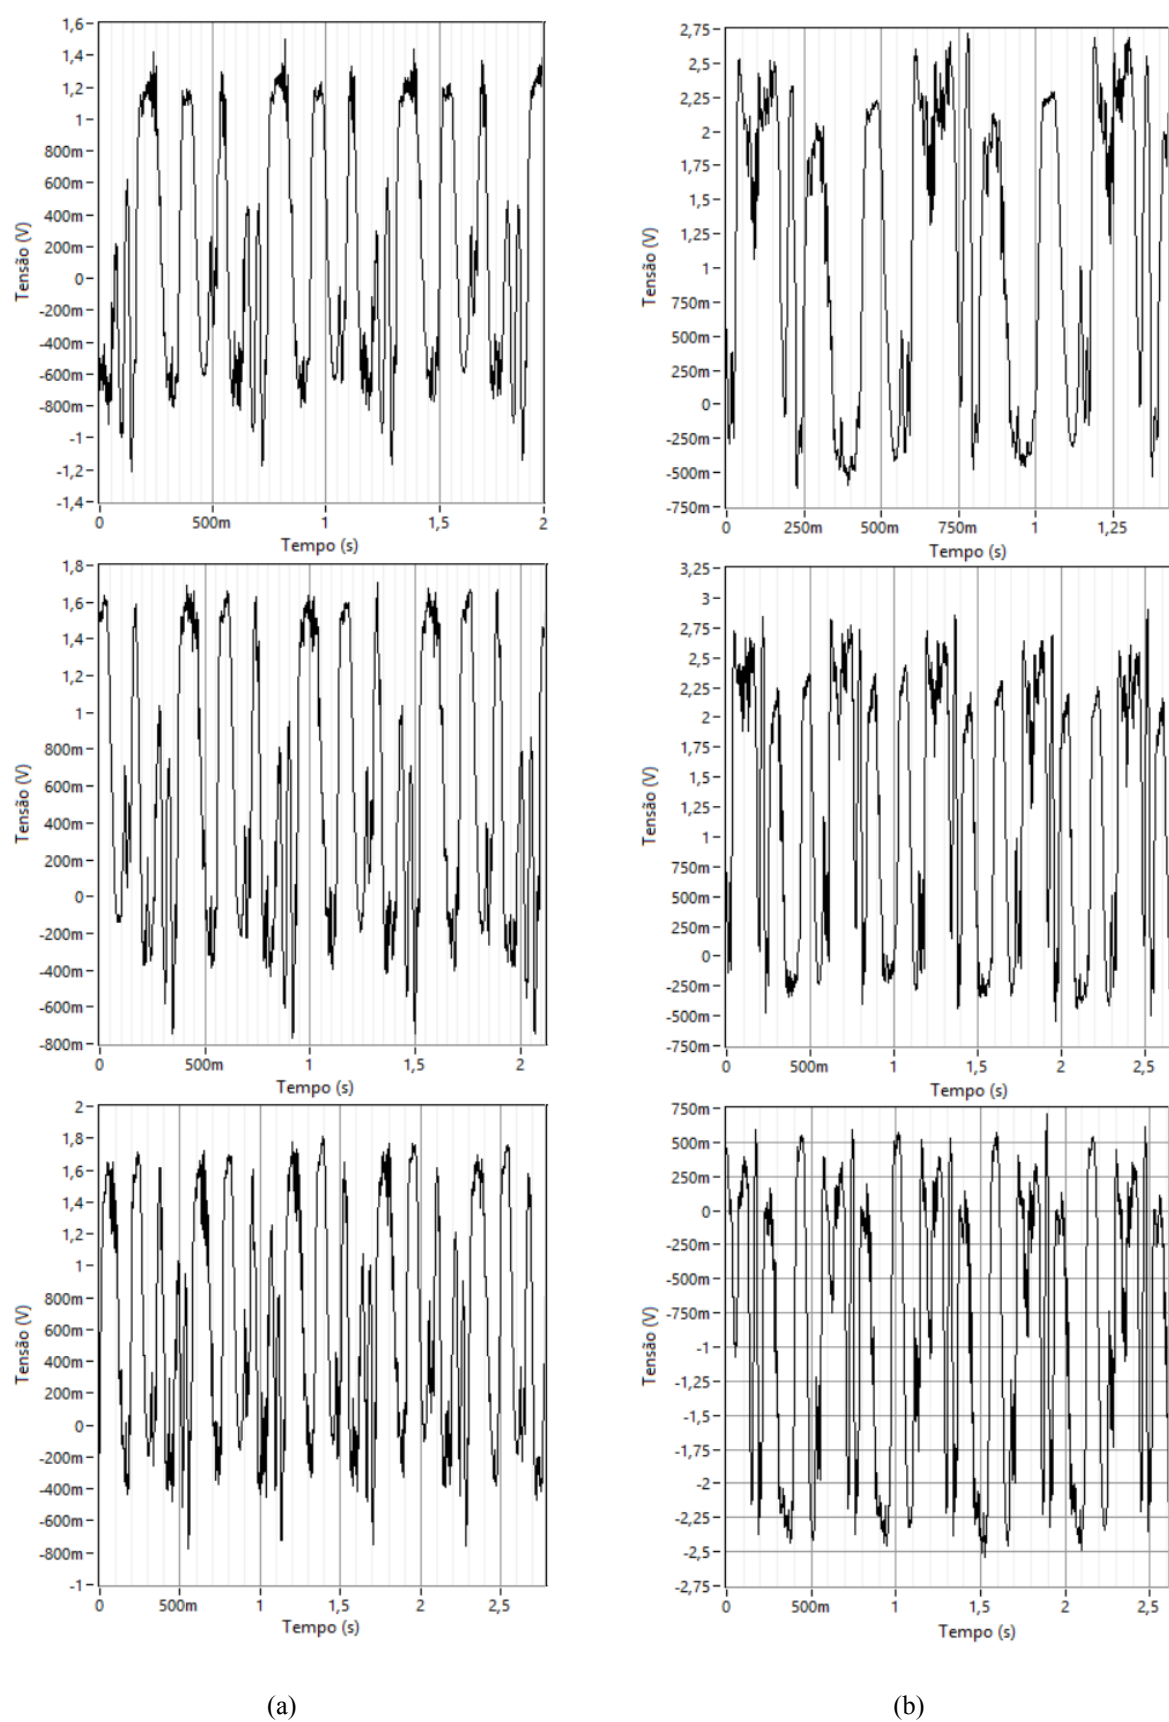 1,6
1,4
1,2
1
800m
600m
400m
200m
0
-200m
-400m
-600m
-800m
-1
-1,2
-1,4
Tensão (V)
0 500m 1 1,5 2
Tempo (s)
2,75
2,5
2,25
2
1,75
1,5
1,25
1
750m
500m
250m
0
-250m
-500m
-750m
Tensão (V)
0 250m 500m 750m 1 1,25
Tempo (s)
1,8
1,6
1,4
1,2
1
800m
600m
400m
200m
0
-200m
-400m
-600m
-800m
Tensão (V)
0 500m 1 1,5 2
Tempo (s)
3,25
3
2,75
2,5
2,25
2
1,75
1,5
1,25
1
750m
500m
250m
0
-250m
-500m
-750m
Tensão (V)
0 500m 1 1,5 2 2,5
Tempo (s)
2
1,8
1,6
1,4
1,2
1
800m
600m
400m
200m
0
-200m
-400m
-600m
-800m
-1
Tensão (V)
0 500m 1 1,5 2 2,5
Tempo (s)
750m
500m
250m
0
-250m
-500m
-750m
-1
-1,25
-1,5
-1,75
-2
-2,25
-2,5
-2,75
Tensão (V)
0 500m 1 1,5 2 2,5
Tempo (s)
(a) (b)